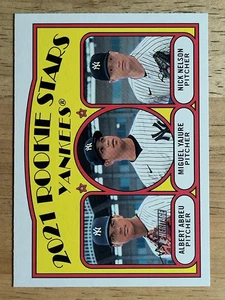 2021 ROOKIE STARS
YANKEES®
NICK NELSON
PITCHER
MIGUEL YAJURE
PITCHER
ALBERT ABREU
PITCHER